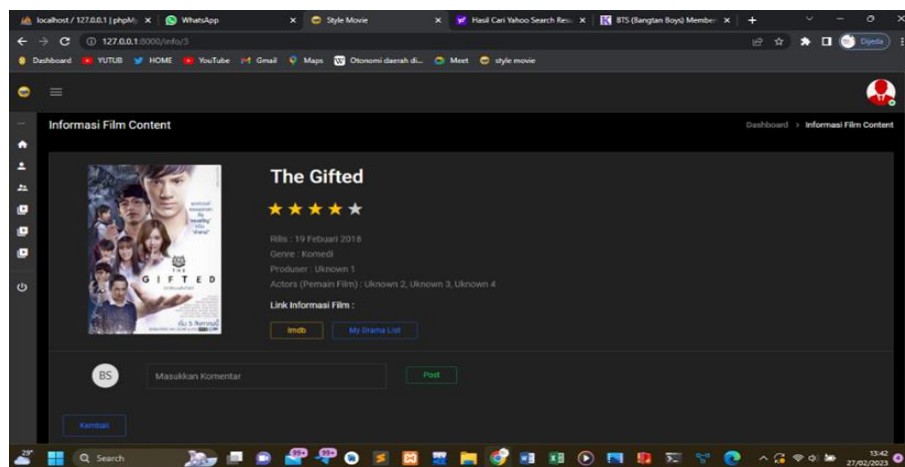 localhost / 127.0.0.1 | phpMy
WhatsApp
Style Movie
Hasil Cari Yahoo Search Resu
BTS (Bangtan Boys) Member
127.0.0.1:8000/info/3
Dijeda
Dashboard
YUTUB
HOME
YouTube
Gmail
Maps
Otonomi daerah di...
Meet
style movie
Informasi Film Content
Dashboard > Informasi Film Content
The Gifted
Rilis : 19 Febuari 2018
Genre : Komedi
Produser : Uknown 1
Actors (Pemain Film) : Uknown 2, Uknown 3, Uknown 4
Link Informasi Film :
Imdb
My Drama List
THE
GIFTED
BS
Masukkan Komentar
Post
Kembali
29°
Search
99+
99+
13:42
27/02/2023